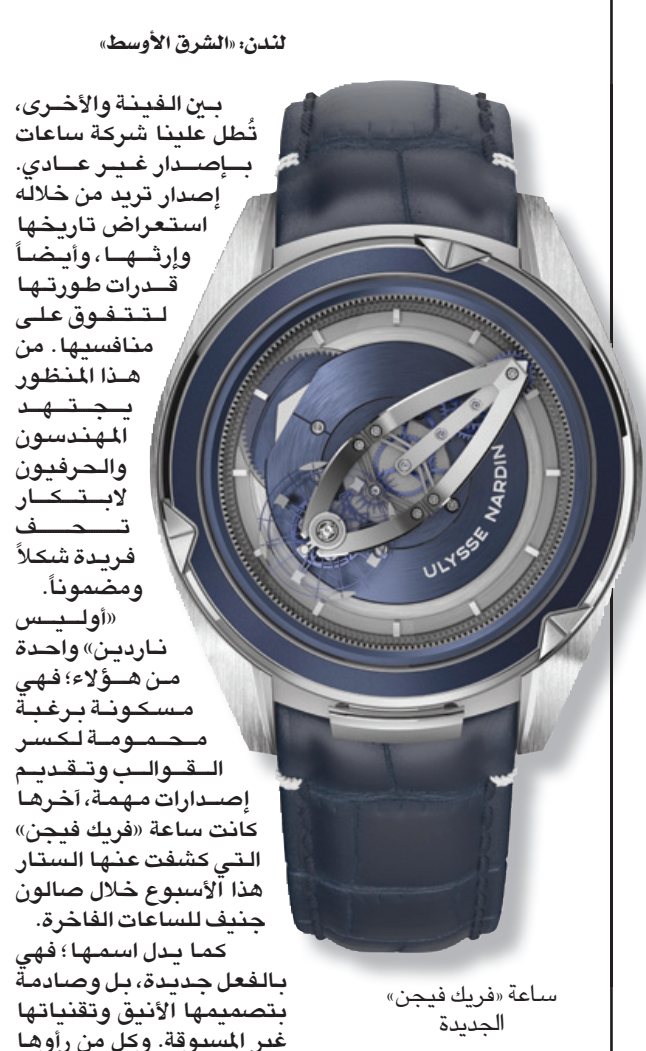 لندن: «الشرق الأوسط»
بين الفينة والأخرى،
تُطل علينا شركة ساعات
بإصدار غير عادي.
إصدار تريد من خلاله
استعراض تاريخها
وإرثها، وأيضاً
قدرات طورتها
لتتفوق على
منافسيها. من
هذا المنظور
يجتهد
المهندسون
والحرفيون
لابتكار
تحف
فريدة شكلاً
ومضموناً.
«أوليس
ناردين» واحدة
من هؤلاء؛ فهي
مسكونة برغبة
محمومة لكسر
القوالب وتقديم
إصدارات مهمة، آخرها
كانت ساعة «فريك فيجن»
التي كشفت عنها الستار
هذا الأسبوع خلال صالون
جنيف للساعات الفاخرة.
كما يدل اسمها؛ فهي
بالفعل جديدة، بل وصادمة
بتصميمها الأنيق وتقنياتها
غير المسبوقة. وكل من رأوها
ULYSSE NARDIN
ساعة «فريك فيجن»
الجديدة